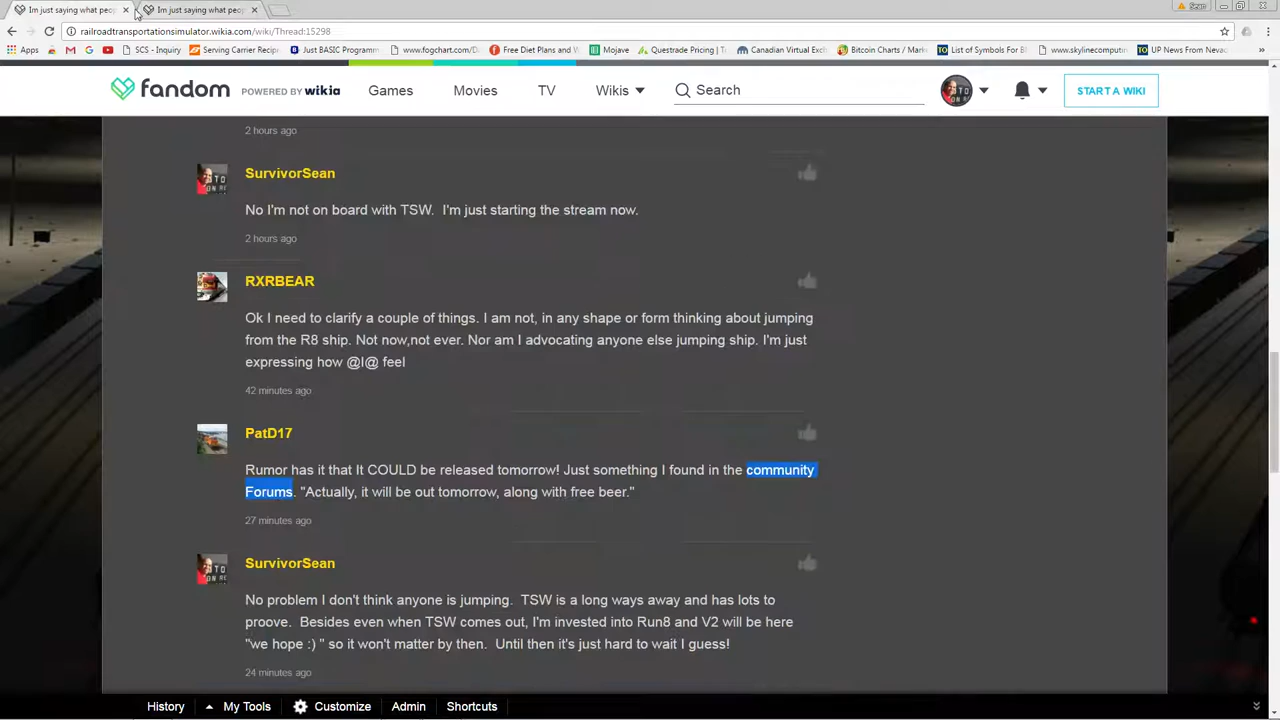 Im just saying what peop
Im just saying what peop
Sean
railroadtransportationsimulator.wikia.com/wiki/Thread:15298
Apps
SCS - Inquiry
Serving Carrier Recipe
Just BASIC Programm
www.fogchart.com/D
Free Diet Plans and W
Mojave
Questrade Pricing | T
Canadian Virtual Exch
Bitcoin Charts / Mark
List of Symbols For B
www.skylinecomputin
UP News From Nevad
fandom POWERED BY wikia
Games
Movies
TV
Wikis
Search
START A WIKI
2 hours ago
SurvivorSean
No I'm not on board with TSW. I'm just starting the stream now.
2 hours ago
RXRBEAR
Ok I need to clarify a couple of things. I am not, in any shape or form thinking about jumping
from the R8 ship. Not now,not ever. Nor am I advocating anyone else jumping ship. I'm just
expressing how @I@ feel
42 minutes ago
PatD17
Rumor has it that It COULD be released tomorrow! Just something I found in the community
Forums. "Actually, it will be out tomorrow, along with free beer."
27 minutes ago
SurvivorSean
No problem I don't think anyone is jumping. TSW is a long ways away and has lots to
proove. Besides even when TSW comes out, I'm invested into Run8 and V2 will be here
"we hope :) " so it won't matter by then. Until then it's just hard to wait I guess!
24 minutes ago
History
My Tools
Customize
Admin
Shortcuts